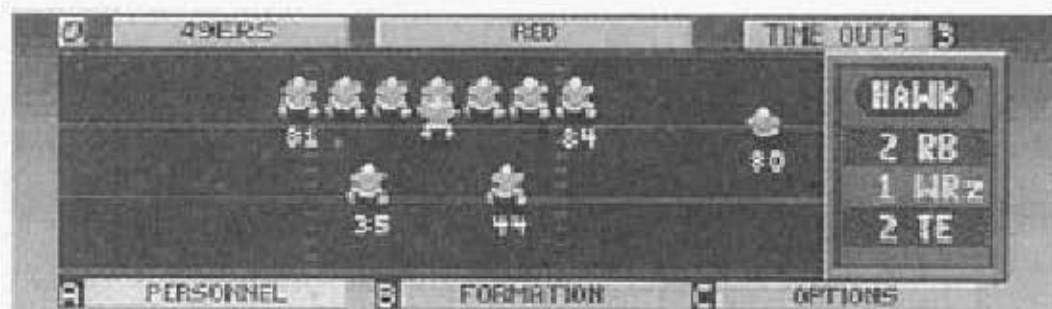 0 49ERS RED TIME OUTS 3
HAWK
81 84 80
2 RB
1 WRz
35 44
2 TE
A PERSONNEL B FORMATION C OPTIONS